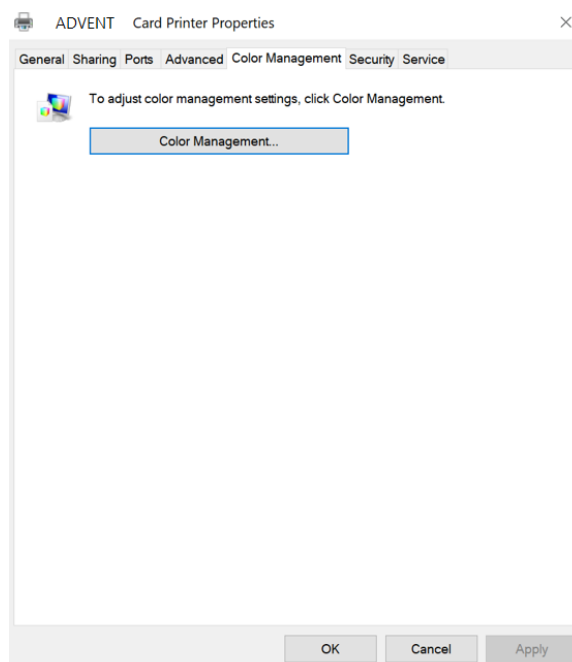 ADVENT Card Printer Properties
General Sharing Ports Advanced Color Management Security Service
To adjust color management settings, click Color Management.
Color Management...
OK Cancel Apply